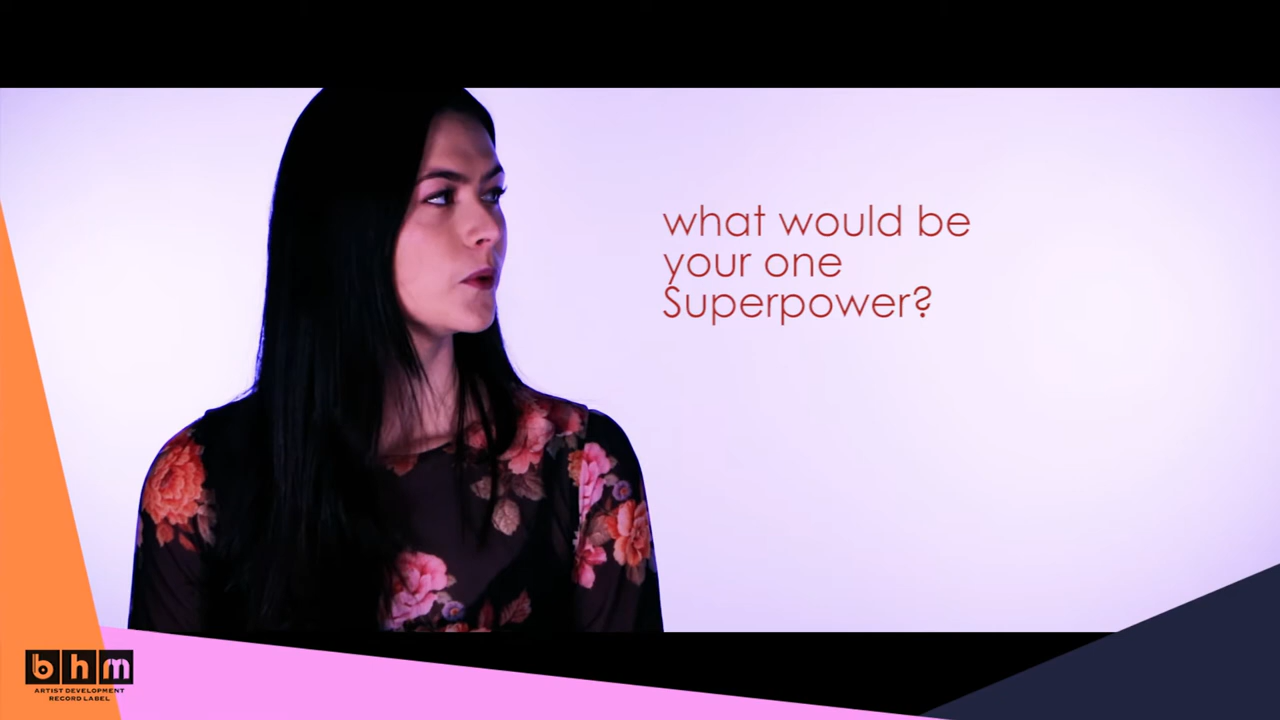 what would be
your one
Superpower?
bhm
ARTIST DEVELOPMENT
RECORD LABEL